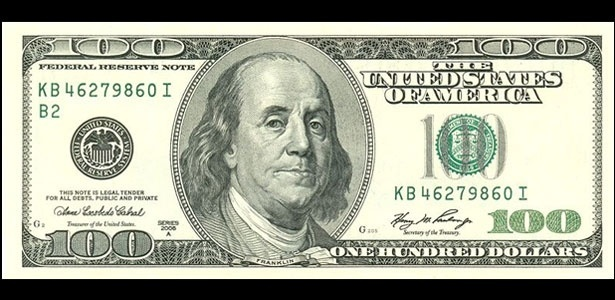 100 100
FEDERAL RESERVE NOTE
THE
UNITED STATES
OF AMERICA
KB 46279860 I
B2
100
KB 46279860 I
THIS NOTE IS LEGAL TENDER
FOR ALL DEBTS, PUBLIC AND PRIVATE
Treasurer of the United States.
SERIES
2006
A
Secretary of the Treasury.
100
100
FRANKLIN
ONE HUNDRED DOLLARS